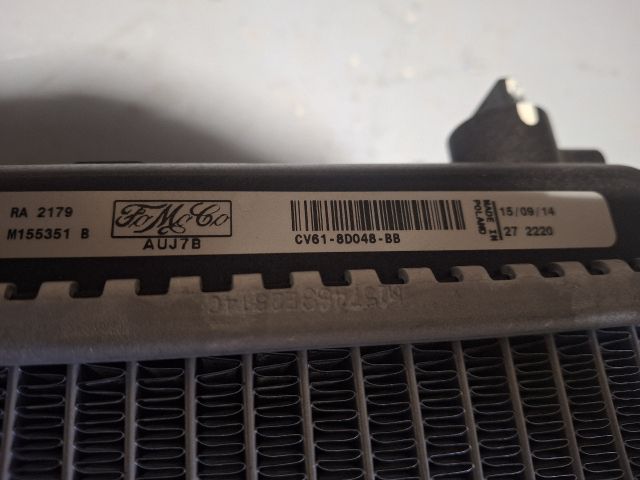 RA 2179
M155351 B
FoMoCo
AUJ7B
CV61-8D048-BB
MADE IN
POLAND
15/09/14
27 2220